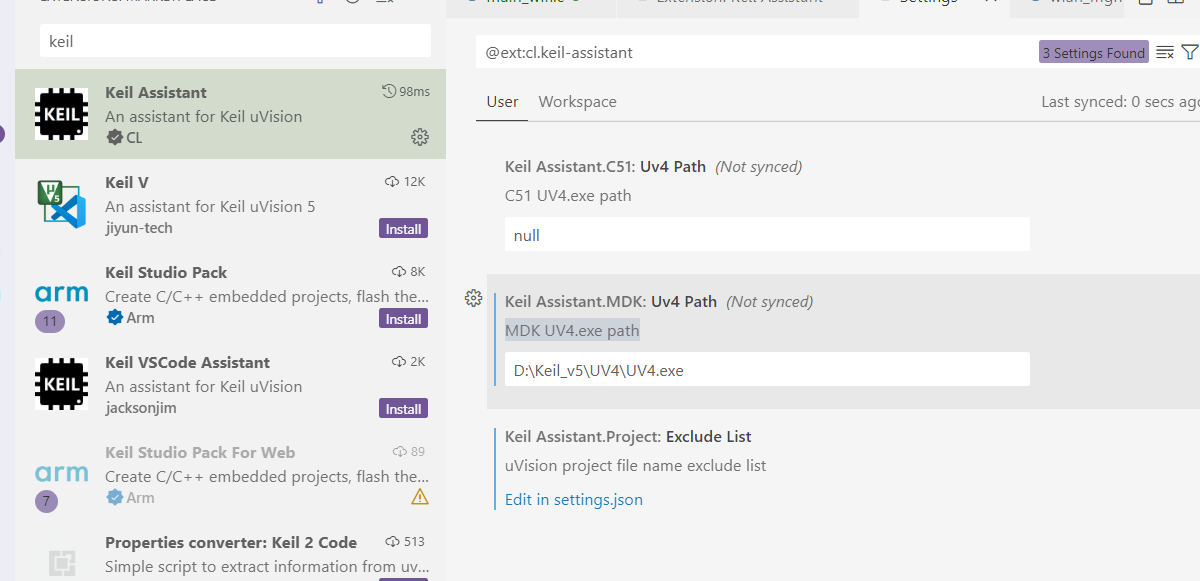 keil
Keil Assistant
98ms
An assistant for Keil uVision
CL
Keil V
12K
An assistant for Keil uVision 5
jiyun-tech
Install
Keil Studio Pack
8K
Create C/C++ embedded projects, flash the...
11
Arm
Install
Keil VSCode Assistant
2K
An assistant for Keil uVision
jacksonjim
Install
Keil Studio Pack For Web
89
Create C/C++ embedded projects, flash the...
7
Arm
Properties converter: Keil 2 Code
513
Simple script to extract information from uv...
KEIL
V5
arm
KEIL
arm
Settings
@ext:cl.keil-assistant
3 Settings Found
User
Workspace
Last synced: 0 secs ago
Keil Assistant.C51: Uv4 Path (Not synced)
C51 UV4.exe path
null
Keil Assistant.MDK: Uv4 Path (Not synced)
MDK UV4.exe path
D:\Keil_v5\UV4\UV4.exe
Keil Assistant.Project: Exclude List
uVision project file name exclude list
Edit in settings.json